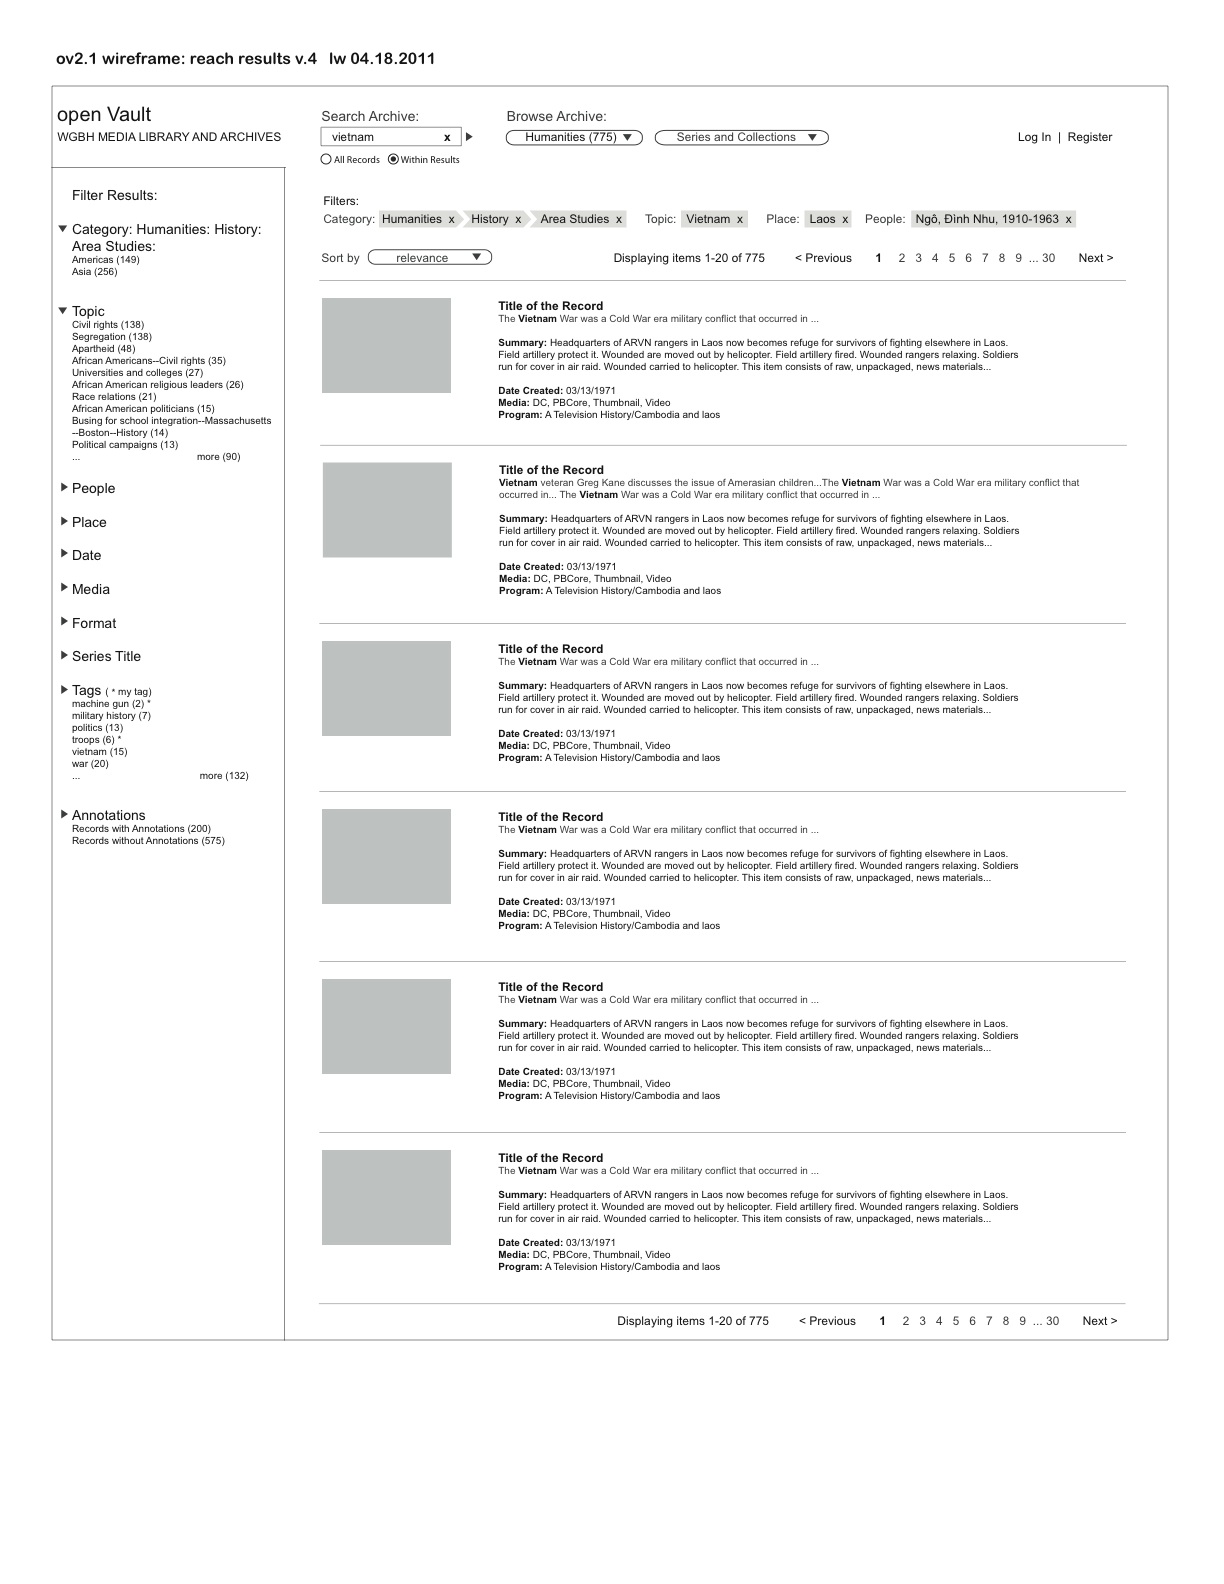 ov2.1 wireframe: reach results v.4 lw 04.18.2011
open Vault
WGBH MEDIA LIBRARY AND ARCHIVES
Search Archive:
vietnam x
All Records Within Results
Browse Archive:
Humanities (775) Series and Collections
Log In | Register
Filter Results:
Category: Humanities: History:
Area Studies:
Americas (149)
Asia (256)
Topic
Civil rights (138)
Segregation (138)
Apartheid (48)
African Americans--Civil rights (35)
Universities and colleges (27)
African American religious leaders (26)
Race relations (21)
African American politicians (15)
Busing for school integration--Massachusetts
--Boston--History (14)
Political campaigns (13)
... more (90)
People
Place
Date
Media
Format
Series Title
Tags ( * my tag)
machine gun (2) *
military history (7)
politics (13)
troops (6) *
vietnam (15)
war (20)
... more (132)
Annotations
Records with Annotations (200)
Records without Annotations (575)
Filters:
Category: Humanities x History x Area Studies x Topic: Vietnam x Place: Laos x People: Ngô, Đình Nhu, 1910-1963 x
Sort by relevance Displaying items 1-20 of 775 < Previous 1 2 3 4 5 6 7 8 9 ... 30 Next >
Title of the Record
The Vietnam War was a Cold War era military conflict that occurred in ...
Summary: Headquarters of ARVN rangers in Laos now becomes refuge for survivors of fighting elsewhere in Laos.
Field artillery protect it. Wounded are moved out by helicopter. Field artillery fired. Wounded rangers relaxing. Soldiers
run for cover in air raid. Wounded carried to helicopter. This item consists of raw, unpackaged, news materials...
Date Created: 03/13/1971
Media: DC, PBCore, Thumbnail, Video
Program: A Television History/Cambodia and laos
Title of the Record
Vietnam veteran Greg Kane discusses the issue of Amerasian children...The Vietnam War was a Cold War era military conflict that
occurred in... The Vietnam War was a Cold War era military conflict that occurred in ...
Summary: Headquarters of ARVN rangers in Laos now becomes refuge for survivors of fighting elsewhere in Laos.
Field artillery protect it. Wounded are moved out by helicopter. Field artillery fired. Wounded rangers relaxing. Soldiers
run for cover in air raid. Wounded carried to helicopter. This item consists of raw, unpackaged, news materials...
Date Created: 03/13/1971
Media: DC, PBCore, Thumbnail, Video
Program: A Television History/Cambodia and laos
Title of the Record
The Vietnam War was a Cold War era military conflict that occurred in ...
Summary: Headquarters of ARVN rangers in Laos now becomes refuge for survivors of fighting elsewhere in Laos.
Field artillery protect it. Wounded are moved out by helicopter. Field artillery fired. Wounded rangers relaxing. Soldiers
run for cover in air raid. Wounded carried to helicopter. This item consists of raw, unpackaged, news materials...
Date Created: 03/13/1971
Media: DC, PBCore, Thumbnail, Video
Program: A Television History/Cambodia and laos
Title of the Record
The Vietnam War was a Cold War era military conflict that occurred in ...
Summary: Headquarters of ARVN rangers in Laos now becomes refuge for survivors of fighting elsewhere in Laos.
Field artillery protect it. Wounded are moved out by helicopter. Field artillery fired. Wounded rangers relaxing. Soldiers
run for cover in air raid. Wounded carried to helicopter. This item consists of raw, unpackaged, news materials...
Date Created: 03/13/1971
Media: DC, PBCore, Thumbnail, Video
Program: A Television History/Cambodia and laos
Title of the Record
The Vietnam War was a Cold War era military conflict that occurred in ...
Summary: Headquarters of ARVN rangers in Laos now becomes refuge for survivors of fighting elsewhere in Laos.
Field artillery protect it. Wounded are moved out by helicopter. Field artillery fired. Wounded rangers relaxing. Soldiers
run for cover in air raid. Wounded carried to helicopter. This item consists of raw, unpackaged, news materials...
Date Created: 03/13/1971
Media: DC, PBCore, Thumbnail, Video
Program: A Television History/Cambodia and laos
Title of the Record
The Vietnam War was a Cold War era military conflict that occurred in ...
Summary: Headquarters of ARVN rangers in Laos now becomes refuge for survivors of fighting elsewhere in Laos.
Field artillery protect it. Wounded are moved out by helicopter. Field artillery fired. Wounded rangers relaxing. Soldiers
run for cover in air raid. Wounded carried to helicopter. This item consists of raw, unpackaged, news materials...
Date Created: 03/13/1971
Media: DC, PBCore, Thumbnail, Video
Program: A Television History/Cambodia and laos
Displaying items 1-20 of 775 < Previous 1 2 3 4 5 6 7 8 9 ... 30 Next >